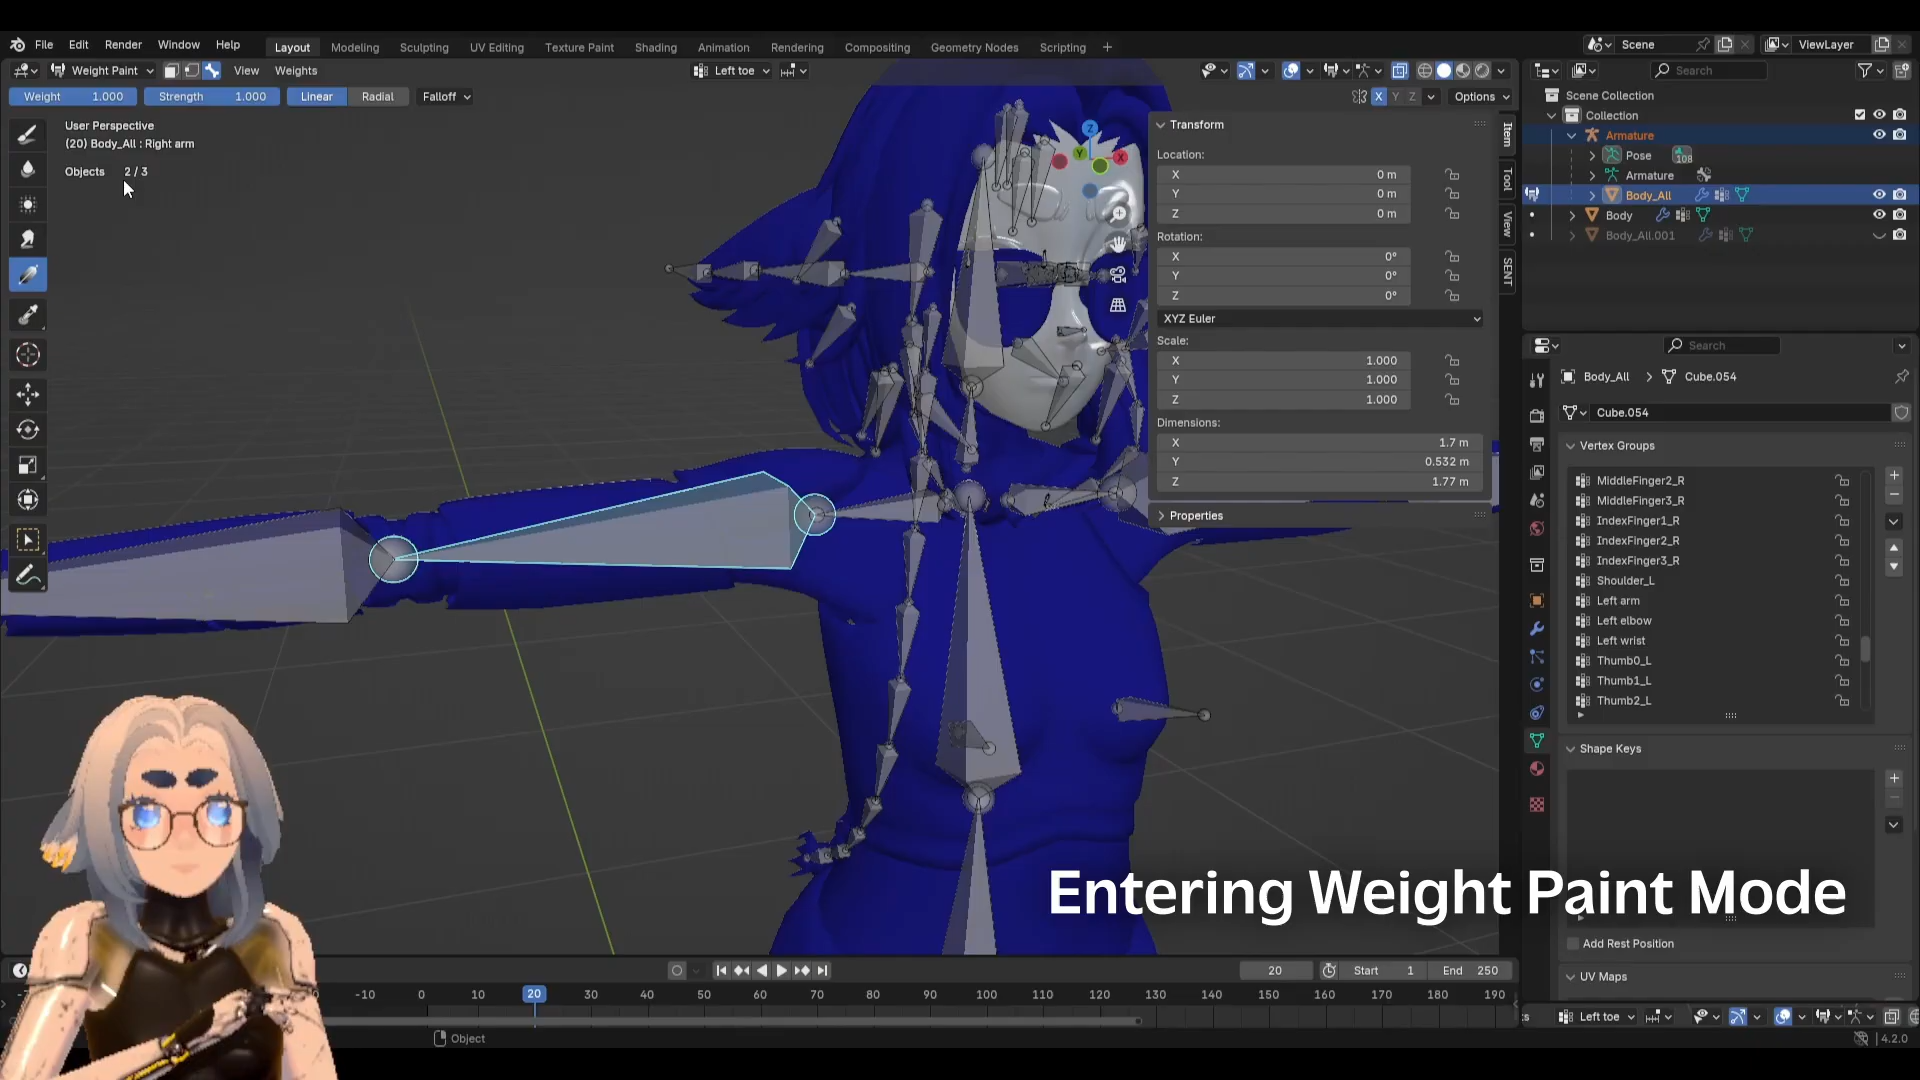 File Edit Render Window Help Layout Modeling Sculpting UV Editing Texture Paint Shading Animation Rendering Compositing Geometry Nodes Scripting + Scene ViewLayer
Weight Paint View Weights Left toe Search
Weight 1.000 Strength 1.000 Linear Radial Falloff X Y Z Options
Scene Collection
Collection
Armature
Pose 108
Armature
Body_All
Body
Body_All.001
User Perspective
(20) Body_All : Right arm
Objects 2 / 3
Transform
Location:
X 0 m
Y 0 m
Z 0 m
Rotation:
X 0°
Y 0°
Z 0°
XYZ Euler
Scale:
X 1.000
Y 1.000
Z 1.000
Dimensions:
X 1.7 m
Y 0.532 m
Z 1.77 m
Properties
Item
Tool
View
SENT
Z
Y
X
Search
Body_All > Cube.054
Cube.054
Vertex Groups
MiddleFinger2_R
MiddleFinger3_R
IndexFinger1_R
IndexFinger2_R
IndexFinger3_R
Shoulder_L
Left arm
Left elbow
Left wrist
Thumb0_L
Thumb1_L
Thumb2_L
Shape Keys
Add Rest Position
UV Maps
Entering Weight Paint Mode
20 Start 1 End 250
-10 0 10 20 30 40 50 60 70 80 90 100 110 120 130 140 150 160 170 180 190
Left toe
Object
4.2.0